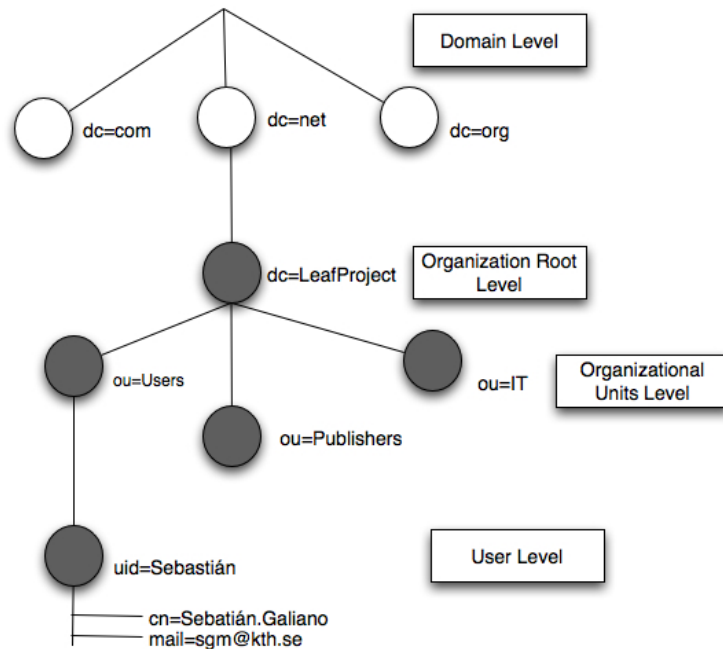 Domain Level
dc=com
dc=net
dc=org
dc=LeafProject
Organization Root
Level
ou=Users
ou=IT
Organizational
Units Level
ou=Publishers
uid=Sebastián
User Level
cn=Sebatián.Galiano
mail=sgm@kth.se